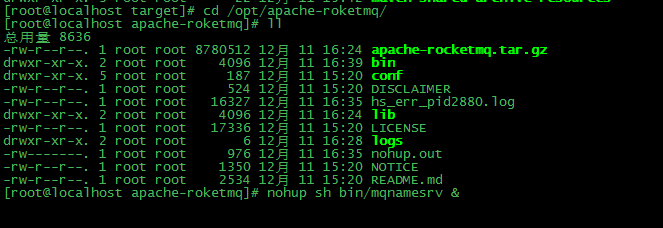 [root@localhost target]# cd /opt/apache-roketmq/
[root@localhost apache-roketmq]# ll
总用量 8636
-rw-r--r--. 1 root root 8780512 12月 11 16:24 apache-rocketmq.tar.gz
drwxr-xr-x. 2 root root    4096 12月 11 16:39 bin
drwxr-xr-x. 5 root root     187 12月 11 15:20 conf
-rw-r--r--. 1 root root     524 12月 11 15:20 DISCLAIMER
-rw-r--r--. 1 root root   16327 12月 11 16:35 hs_err_pid2880.log
drwxr-xr-x. 2 root root    4096 12月 11 16:24 lib
-rw-r--r--. 1 root root   17336 12月 11 15:20 LICENSE
drwxr-xr-x. 2 root root       6 12月 11 16:28 logs
-rw-------. 1 root root     976 12月 11 16:35 nohup.out
-rw-r--r--. 1 root root    1350 12月 11 15:20 NOTICE
-rw-r--r--. 1 root root    2534 12月 11 15:20 README.md
[root@localhost apache-roketmq]# nohup sh bin/mqnamesrv &